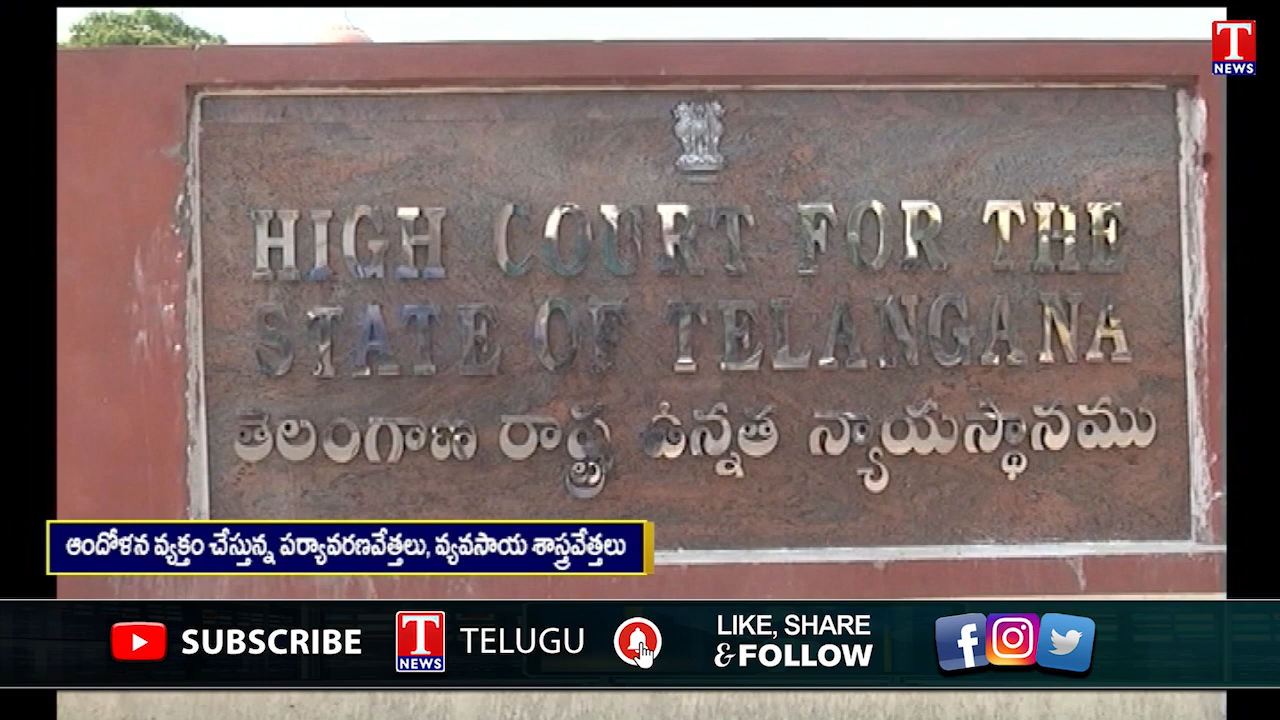 T
NEWS
HIGH COURT FOR THE
STATE OF TELANGANA
తెలంగాణ రాష్ట్ర ఉన్నత న్యాయస్థానము
ఆందోళన వ్యక్తం చేస్తున్న పర్యావరణవేత్తలు, వ్యవసాయ శాస్త్రవేత్తలు
SUBSCRIBE
T
NEWS
TELUGU
LIKE, SHARE
& FOLLOW